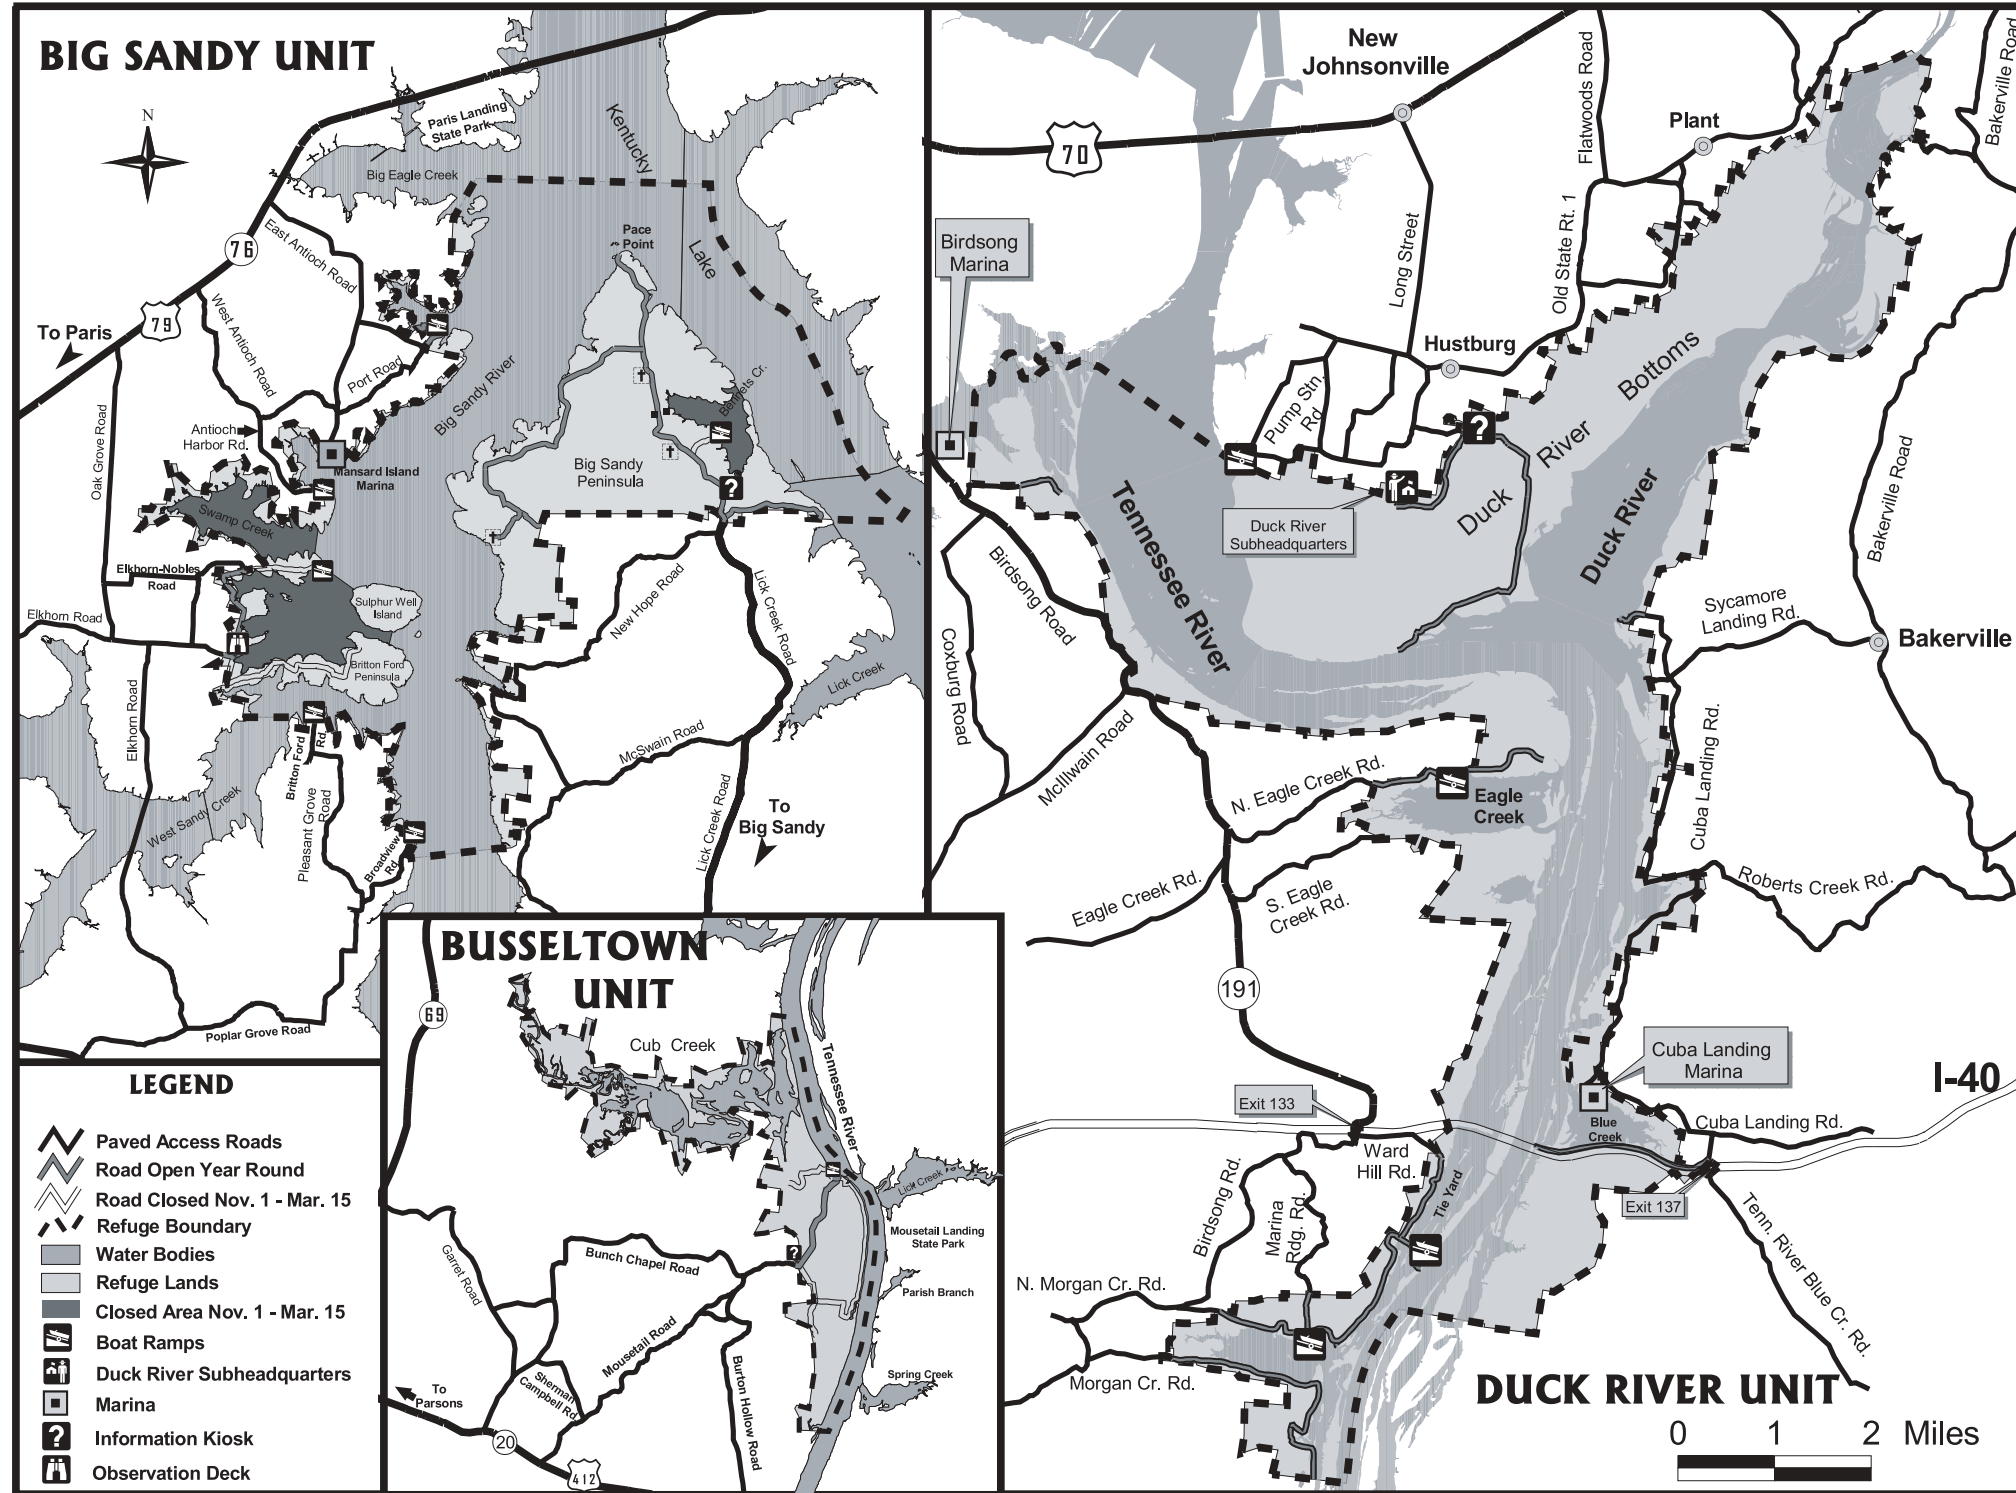 BIG SANDY UNIT
N
Paris Landing
State Park
Big Eagle Creek
Kentucky
Lake
Pace
Point
76
79
East Antioch Road
West Antioch Road
To Paris
Port Road
Big Sandy River
Oak Grove Road
Antioch
Harbor Rd.
Mansard Island
Marina
Bennets Cr.
Big Sandy
Peninsula
?
Swamp Creek
Elkhorn-Nobles
Road
Elkhorn Road
Sulphur Well
Island
Britton Ford
Peninsula
New Hope Road
Lick Creek Road
Lick Creek
Elkhorn Road
McSwain Road
Britton Ford
Rd.
Pleasant Grove
Road
West Sandy Creek
Broadview
Rd.
Lick Creek Road
To
Big Sandy
Poplar Grove Road
LEGEND
Paved Access Roads
Road Open Year Round
Road Closed Nov. 1 - Mar. 15
Refuge Boundary
Water Bodies
Refuge Lands
Closed Area Nov. 1 - Mar. 15
Boat Ramps
Duck River Subheadquarters
Marina
? Information Kiosk
Observation Deck
BUSSELTOWN
UNIT
69
Cub Creek
Tennessee River
Lick Creek
Mousetail Landing
State Park
?
Garret Road
Bunch Chapel Road
Parish Branch
Mousetail Road
Sherman
Campbell Rd
Burton Hollow Road
Spring Creek
To
Parsons
20
412
New
Johnsonville
70
Flatwoods Road
Plant
Bakerville Road
Birdsong
Marina
Long Street
Old State Rt. 1
Hustburg
Pump Stn.
Rd
?
Duck River
Subheadquarters
Duck
River
Bottoms
Duck River
Tennessee River
Bakerville Road
Birdsong Road
Coxburg Road
Sycamore
Landing Rd.
Bakerville
McIllwain Road
N. Eagle Creek Rd.
Eagle
Creek
Cuba Landing Rd.
Eagle Creek Rd.
S. Eagle
Creek Rd.
Roberts Creek Rd.
191
Cuba Landing
Marina
I-40
Exit 133
Blue
Creek
Cuba Landing Rd.
Ward
Hill Rd.
Birdsong Rd.
Marina
Rdg. Rd.
Tie Yard
Exit 137
Tenn. River Blue Cr. Rd.
N. Morgan Cr. Rd.
Morgan Cr. Rd.
DUCK RIVER UNIT
0 1 2 Miles